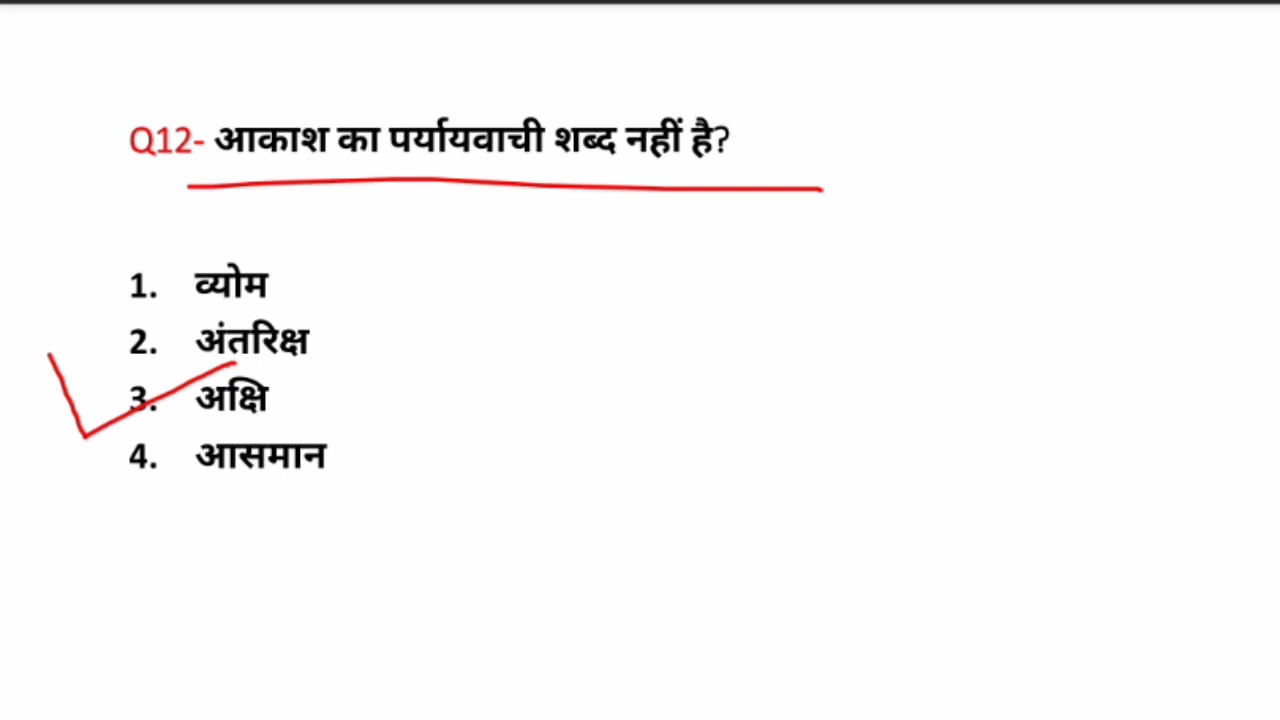 Q12- आकाश का पर्यायवाची शब्द नहीं है?
1. व्योम
2. अंतरिक्ष
3. अक्षि
4. आसमान